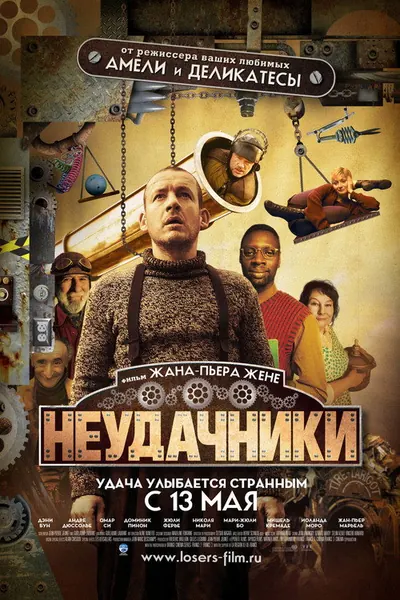 от режиссера ваших любимых
АМЕЛИ и ДЕЛИКАТЕСЫ
ФИЛЬМ ЖАНА-ПЬЕРА ЖЕНЕ
НЕУДАЧНИКИ
УДАЧА УЛЫБАЕТСЯ СТРАННЫМ
С 13 МАЯ
ДЭНИ БУН АНДРЕ ДЮССОЛЬЕ ОМАР СИ ДОМИНИК ПИНОН ЖЮЛИ ФЕРЬЕ НИКОЛЯ МАРИ МАРИ-ЖЮЛИ БО МИШЕЛЬ КРЕМАДЕ ИОЛАНДА МОРО ЖАН-ПЬЕР МАРЬЕЛЬ
www.losers-film.ru